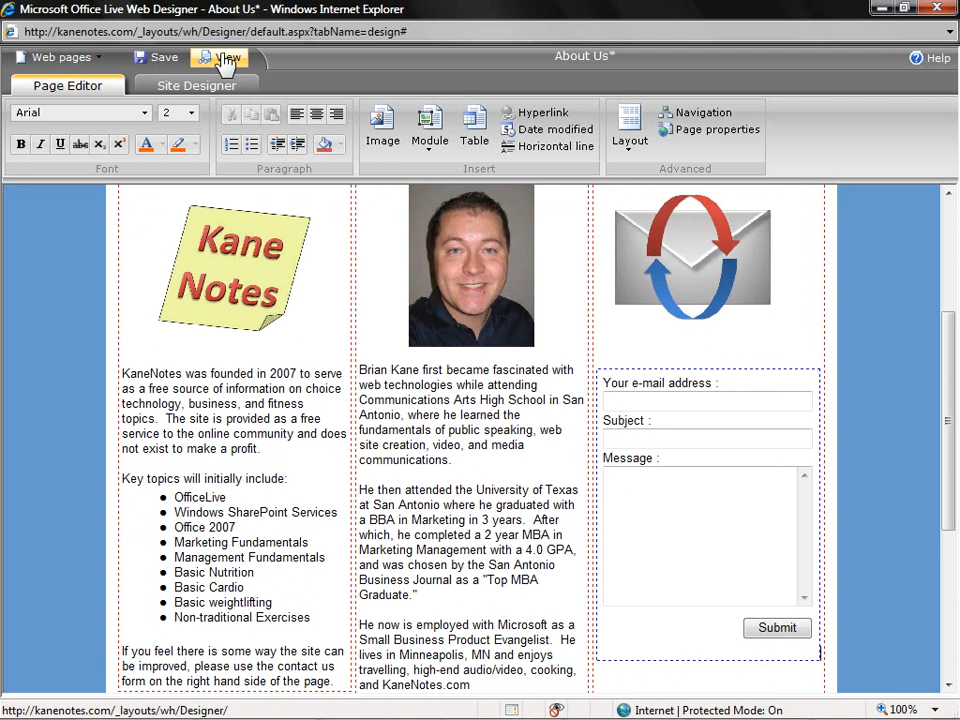 Microsoft Office Live Web Designer - About Us* - Windows Internet Explorer
http://kanenotes.com/_layouts/wh/Designer/default.aspx?tabName=design#
Web pages
Save
About Us*
Help
Page Editor
Site Designer
Arial
2
Image
Module
Table
Hyperlink
Date modified
Horizontal line
Layout
Navigation
Page properties
B I U abc X₂ X²
A
Font
Paragraph
Insert
Advanced
Kane
Notes
KaneNotes was founded in 2007 to serve
as a free source of information on choice
technology, business, and fitness
topics. The site is provided as a free
service to the online community and does
not exist to make a profit.
Key topics will initially include:
OfficeLive
Windows SharePoint Services
Office 2007
Marketing Fundamentals
Management Fundamentals
Basic Nutrition
Basic Cardio
Basic weightlifting
Non-traditional Exercises
If you feel there is some way the site can
be improved, please use the contact us
form on the right hand side of the page.
Brian Kane first became fascinated with
web technologies while attending
Communications Arts High School in San
Antonio, where he learned the
fundamentals of public speaking, web
site creation, video, and media
communications.
He then attended the University of Texas
at San Antonio where he graduated with
a BBA in Marketing in 3 years. After
which, he completed a 2 year MBA in
Marketing Management with a 4.0 GPA,
and was chosen by the San Antonio
Business Journal as a "Top MBA
Graduate."
He now is employed with Microsoft as a
Small Business Product Evangelist. He
lives in Minneapolis, MN and enjoys
travelling, high-end audio/video, cooking,
and KaneNotes.com
Your e-mail address :
Subject :
Message :
Submit
http://kanenotes.com/_layouts/wh/Designer/
Internet | Protected Mode: On
100%